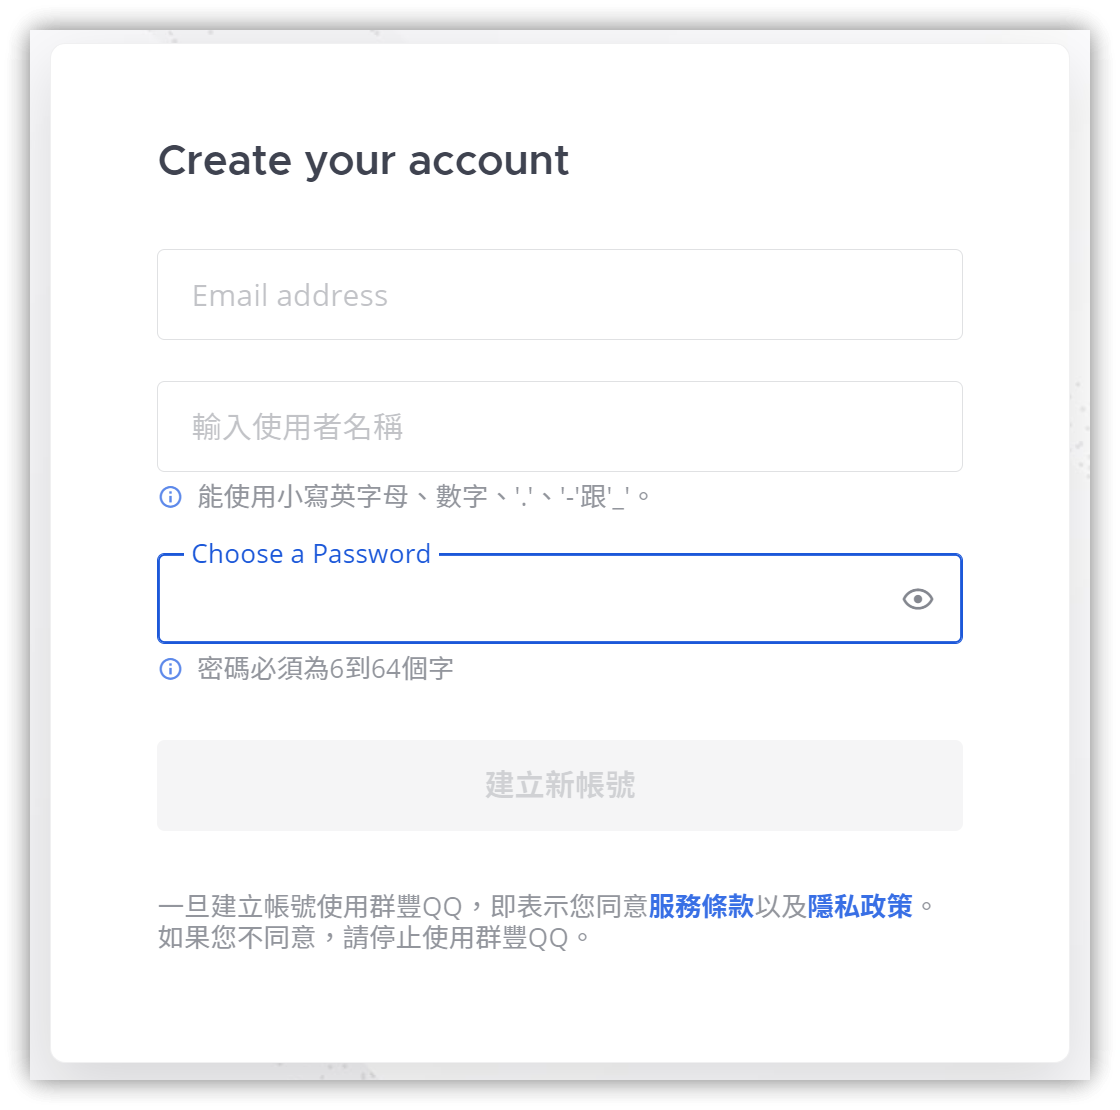 Create your account
Email address
輸入使用者名稱
能使用小寫英字母、數字、'.'、'-'跟'_'。
Choose a Password
密碼必須為6到64個字
建立新帳號
一旦建立帳號使用群豐QQ，即表示您同意服務條款以及隱私政策。
如果您不同意，請停止使用群豐QQ。